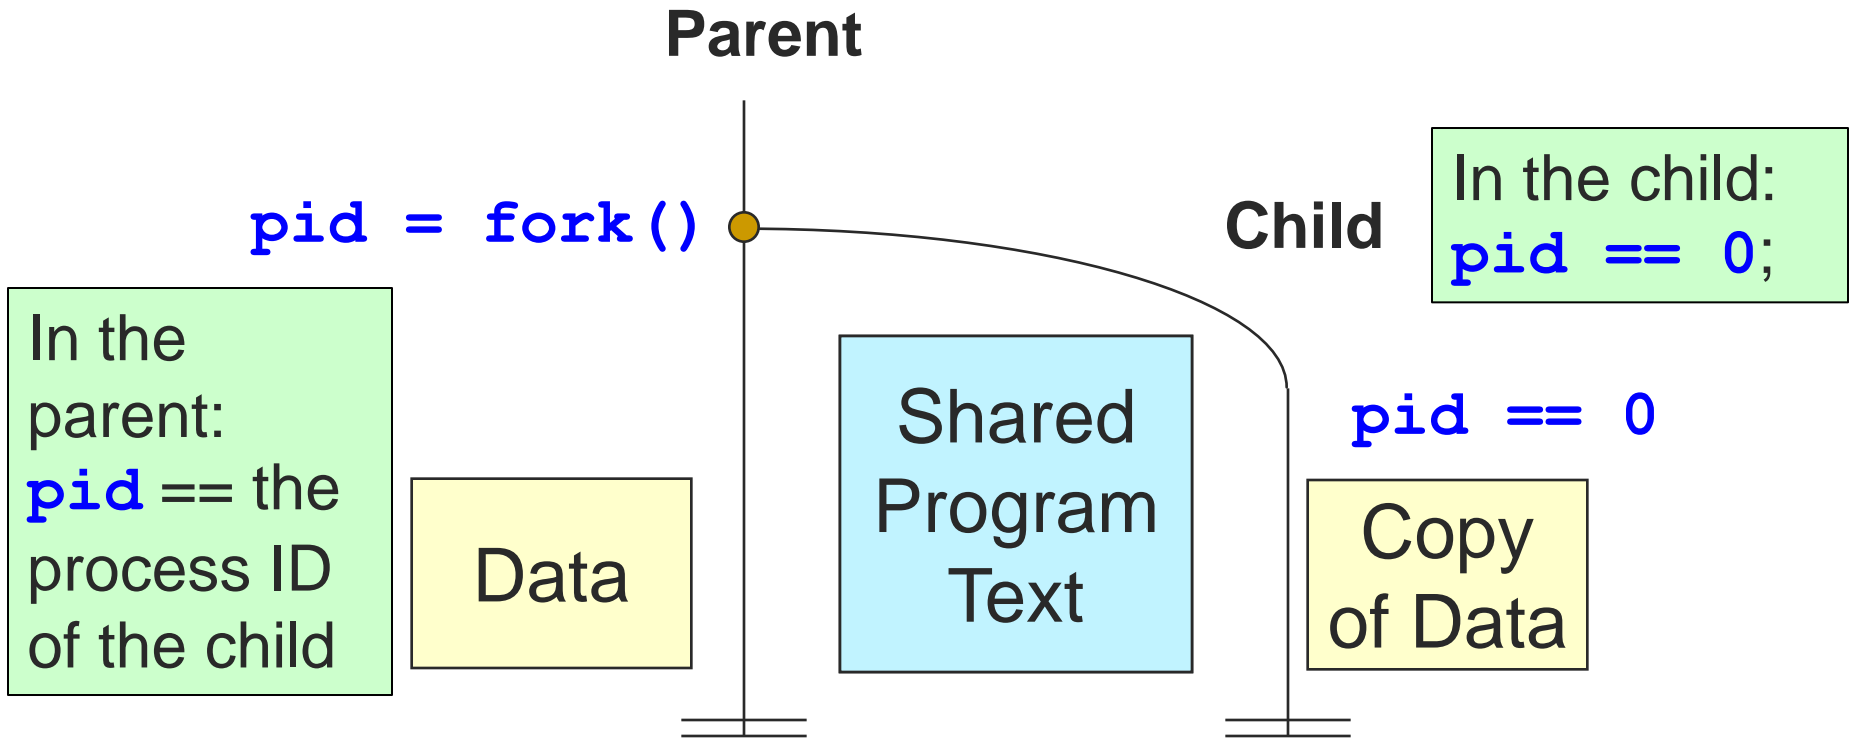 Parent
pid = fork()
Child
In the child:
pid == 0;
In the
parent:
pid == the
process ID
of the child
Data
Shared
Program
Text
pid == 0
Copy
of Data